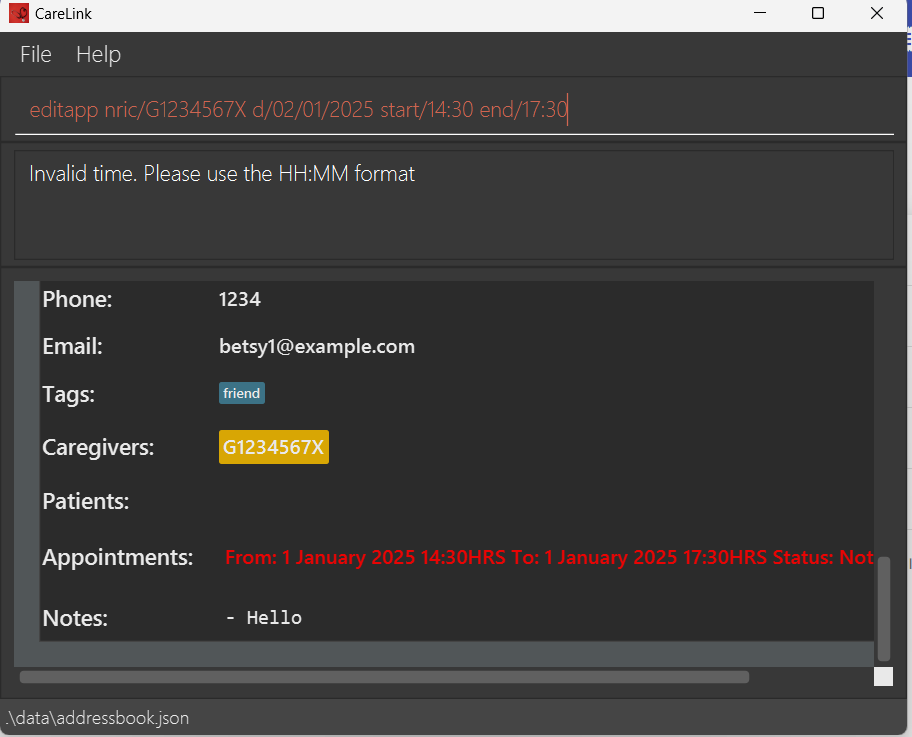 CareLink
File Help
editapp nric/G1234567X d/02/01/2025 start/14:30 end/17:30
Invalid time. Please use the HH:MM format
Phone: 1234
Email: betsy1@example.com
Tags: friend
Caregivers: G1234567X
Patients:
Appointments: From: 1 January 2025 14:30HRS To: 1 January 2025 17:30HRS Status: Not
Notes: - Hello
.\data\addressbook.json